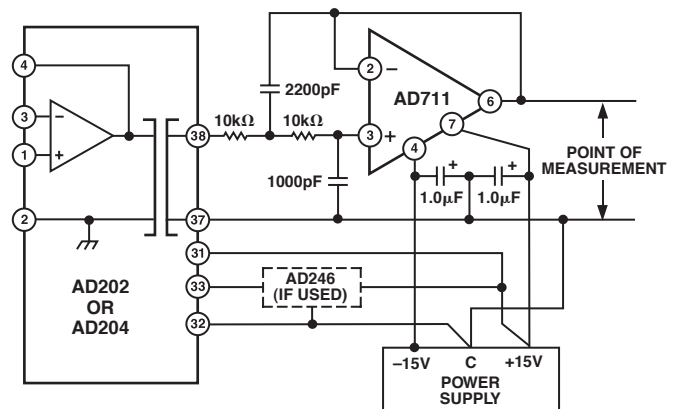 4
3 −
1 +
2
AD202
OR
AD204
38
37
31
33
32
10kΩ
10kΩ
2200pF
1000pF
2 −
3 +
AD711
6
7
4
+
+
1.0μF
1.0μF
POINT OF
MEASUREMENT
AD246
(IF USED)
–15V C +15V
POWER
SUPPLY